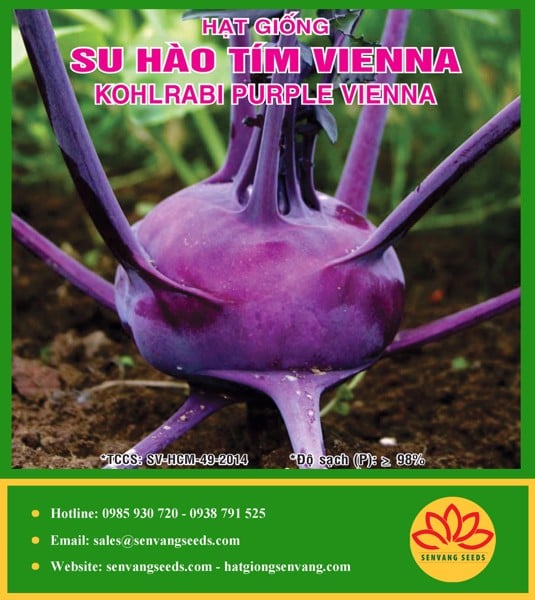 HẠT GIỐNG
SU HÀO TÍM VIENNA
KOHLRABI PURPLE VIENNA
*TCCS: SV-HCM-49-2014 *Độ sạch (P): ≥ 98%
Hotline: 0985 930 720 - 0938 791 525
Email: sales@senvangseeds.com
Website: senvangseeds.com - hatgiongsenvang.com
SENVANG SEEDS